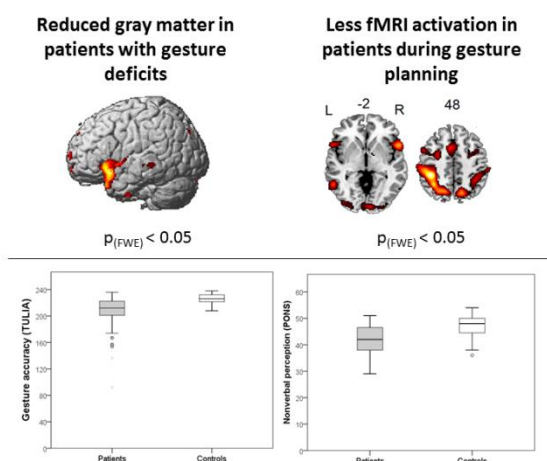 Reduced gray matter in
patients with gesture
deficits
Less fMRI activation in
patients during gesture
planning
L -2 R 48
p(FWE) < 0.05
p(FWE) < 0.05
Gesture accuracy (TULIA)
240
200
160
120
80
40
0
Patients
Controls
Nonverbal perception (PONS)
60
50
40
30
20
10
0
Patients
Controls